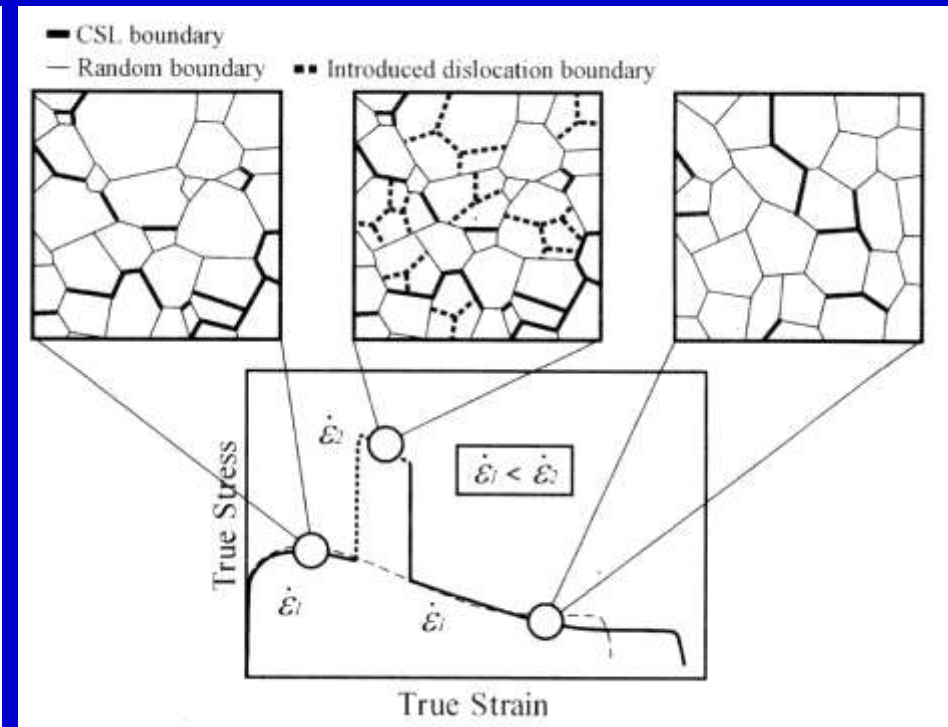 CSL boundary
Random boundary Introduced dislocation boundary
ε̇₂
ε̇₁ < ε̇₂
True Stress
ε̇₁
ε̇₁
True Strain